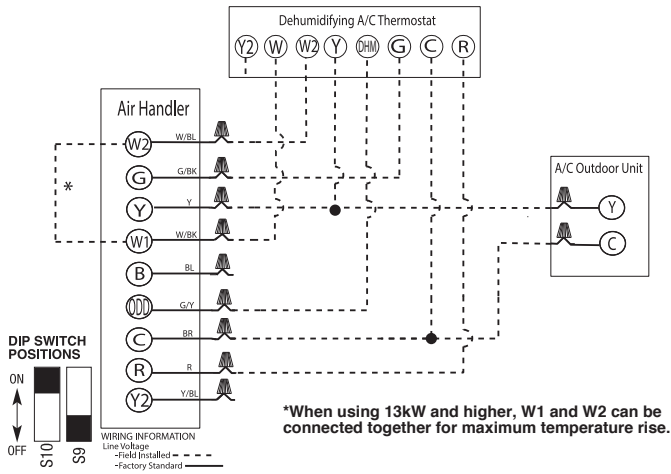 Dehumidifying A/C Thermostat
Y2 W W2 Y DHM G C R
Air Handler
W2 W/BL
G G/BK
Y Y
W1 W/BK
B BL
ODD G/Y
C BR
R R
Y2 Y/BL
*
A/C Outdoor Unit
Y
C
DIP SWITCH
POSITIONS
ON
OFF
S10 S9
WIRING INFORMATION
Line Voltage
-Field Installed
-Factory Standard
*When using 13kW and higher, W1 and W2 can be
connected together for maximum temperature rise.